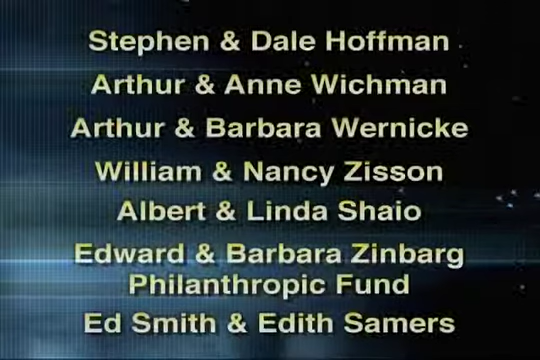 Stephen & Dale Hoffman
Arthur & Anne Wichman
Arthur & Barbara Wernicke
William & Nancy Zisson
Albert & Linda Shaio
Edward & Barbara Zinbarg
Philanthropic Fund
Ed Smith & Edith Samers